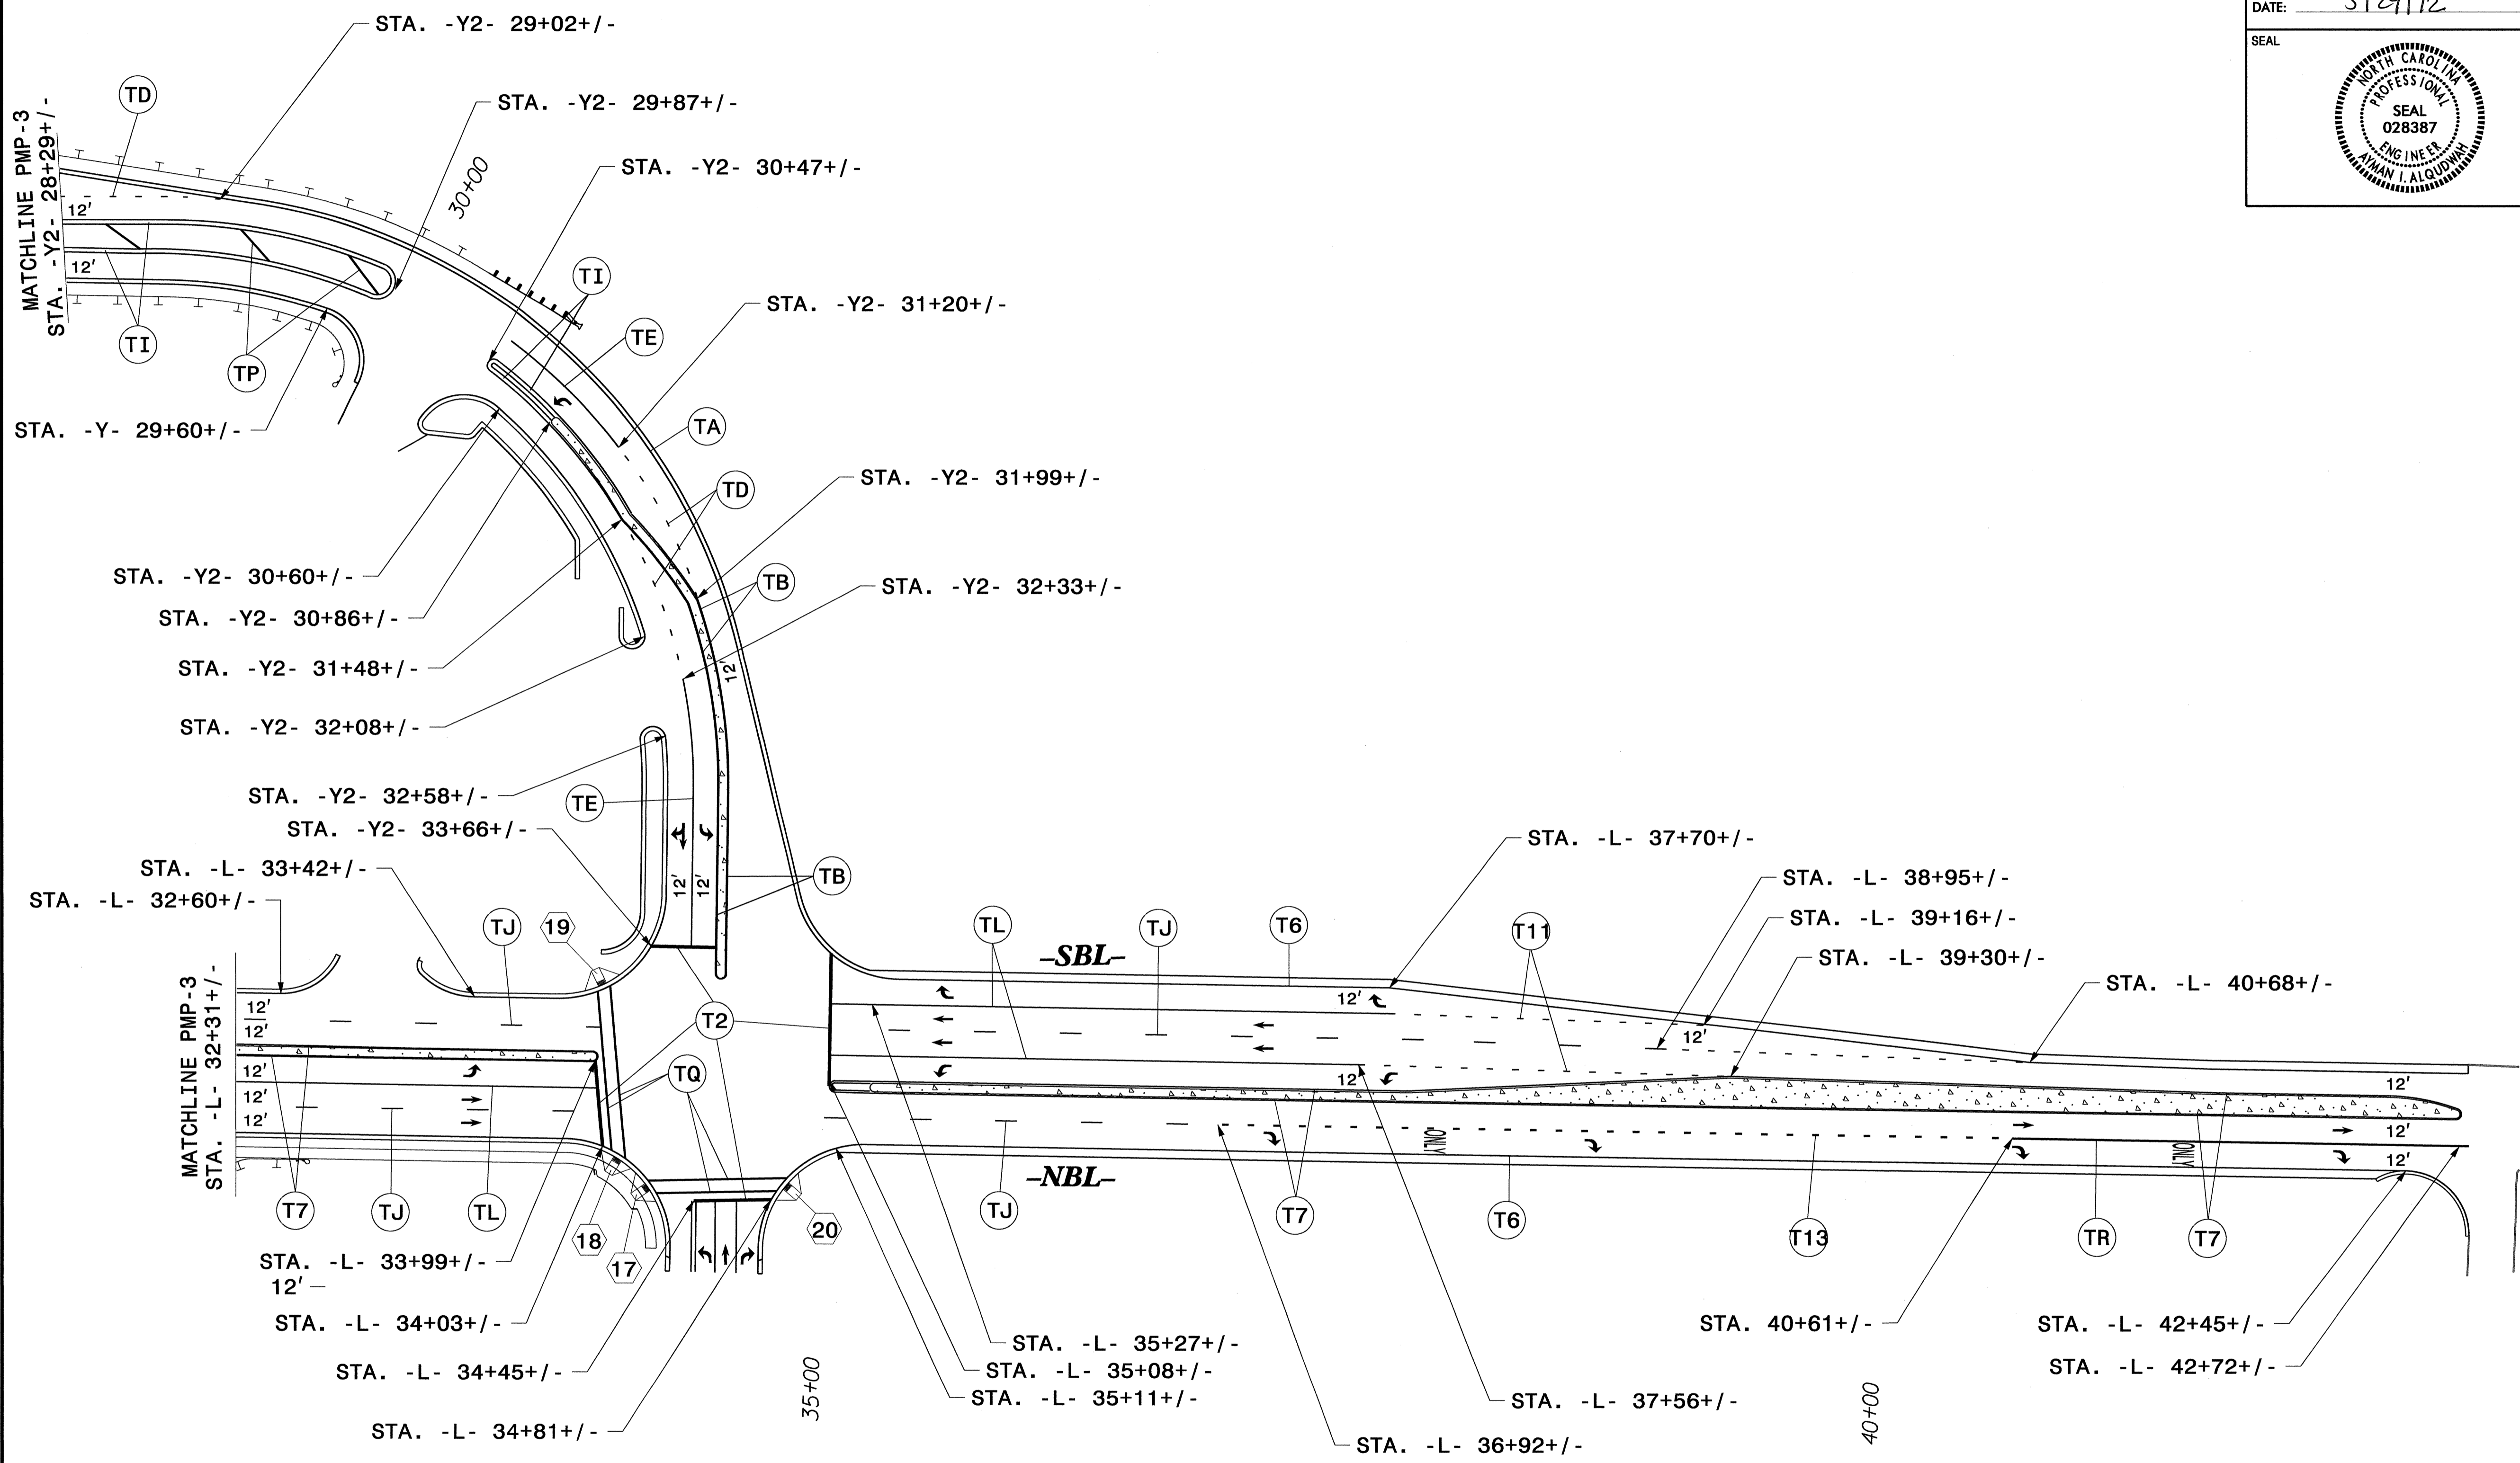 DATE: 3/29/12
SEAL
NORTH CAROLINA
PROFESSIONAL
SEAL
028387
ENGINEER
AYMAN I. ALQUDWAH
STA. -Y2- 29+02+/-
TD
STA. -Y2- 29+87+/-
MATCHLINE PMP-3
STA. -Y2- 28+29+/-
30+00
STA. -Y2- 30+47+/-
12'
12'
TI
TI
TP
STA. -Y2- 31+20+/-
TE
STA. -Y- 29+60+/-
TA
STA. -Y2- 31+99+/-
TD
STA. -Y2- 30+60+/-
TB
STA. -Y2- 32+33+/-
STA. -Y2- 30+86+/-
STA. -Y2- 31+48+/-
12'
STA. -Y2- 32+08+/-
STA. -Y2- 32+58+/-
TE
STA. -Y2- 33+66+/-
STA. -L- 33+42+/-
STA. -L- 32+60+/-
12'
12'
TB
STA. -L- 37+70+/-
STA. -L- 38+95+/-
STA. -L- 39+16+/-
STA. -L- 39+30+/-
STA. -L- 40+68+/-
TJ
19
TL
TJ
T6
T11
-SBL-
MATCHLINE PMP-3
STA. -L- 32+31+/-
12'
12'
12'
12'
12'
T2
TQ
12'
12'
12'
12'
12'
12'
ONLY
ONLY
-NBL-
T7
TJ
TL
18
17
20
TJ
T7
T6
T13
TR
T7
STA. -L- 33+99+/-
12'
STA. -L- 34+03+/-
STA. -L- 34+45+/-
STA. -L- 34+81+/-
35+00
STA. -L- 35+27+/-
STA. -L- 35+08+/-
STA. -L- 35+11+/-
STA. -L- 37+56+/-
STA. -L- 36+92+/-
40+00
STA. 40+61+/-
STA. -L- 42+45+/-
STA. -L- 42+72+/-